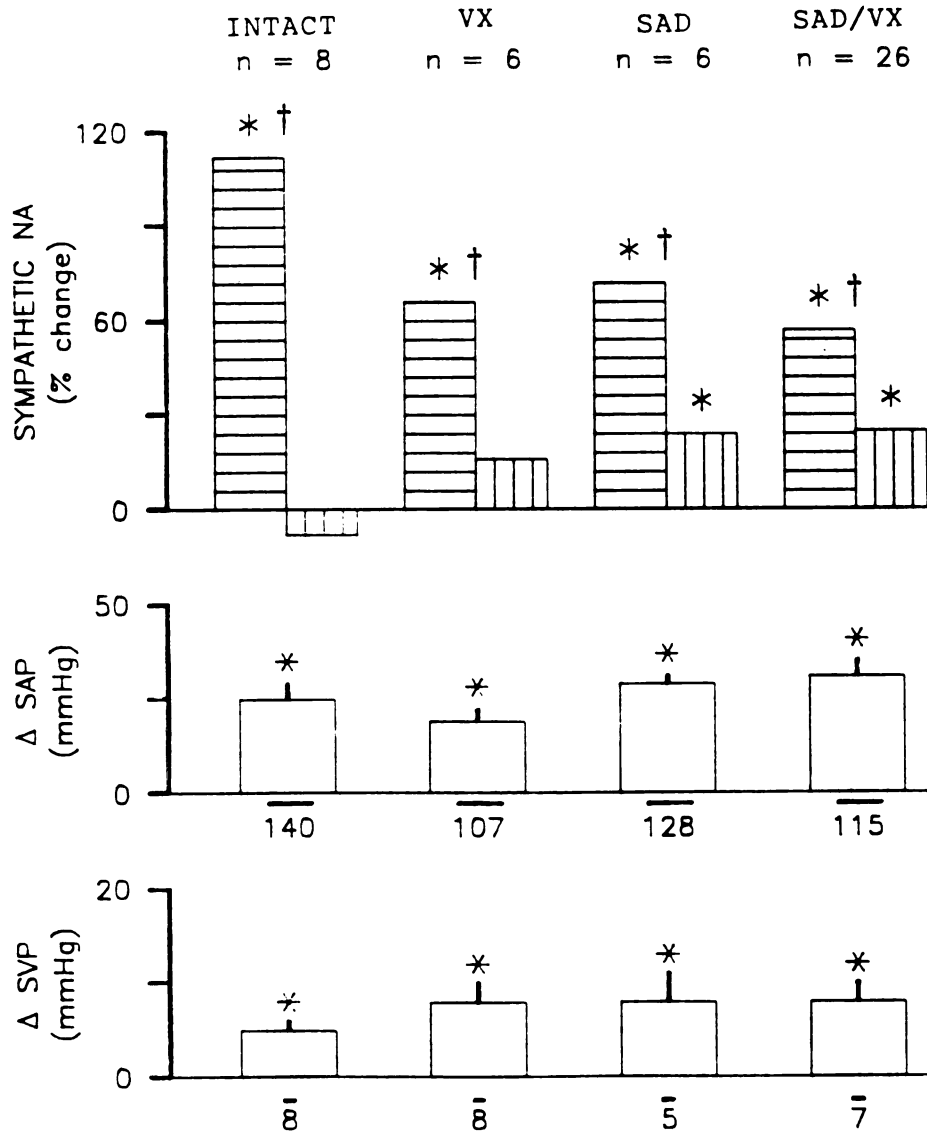 INTACT VX SAD SAD/VX
n = 8 n = 6 n = 6 n = 26
* † * † * † * †
* *
SYMPATHETIC NA
(% change)
120
60
0
Δ SAP
(mmHg)
50
0
* * * *
140 107 128 115
Δ SVP
(mmHg)
20
0
* * * *
8 8 5 7